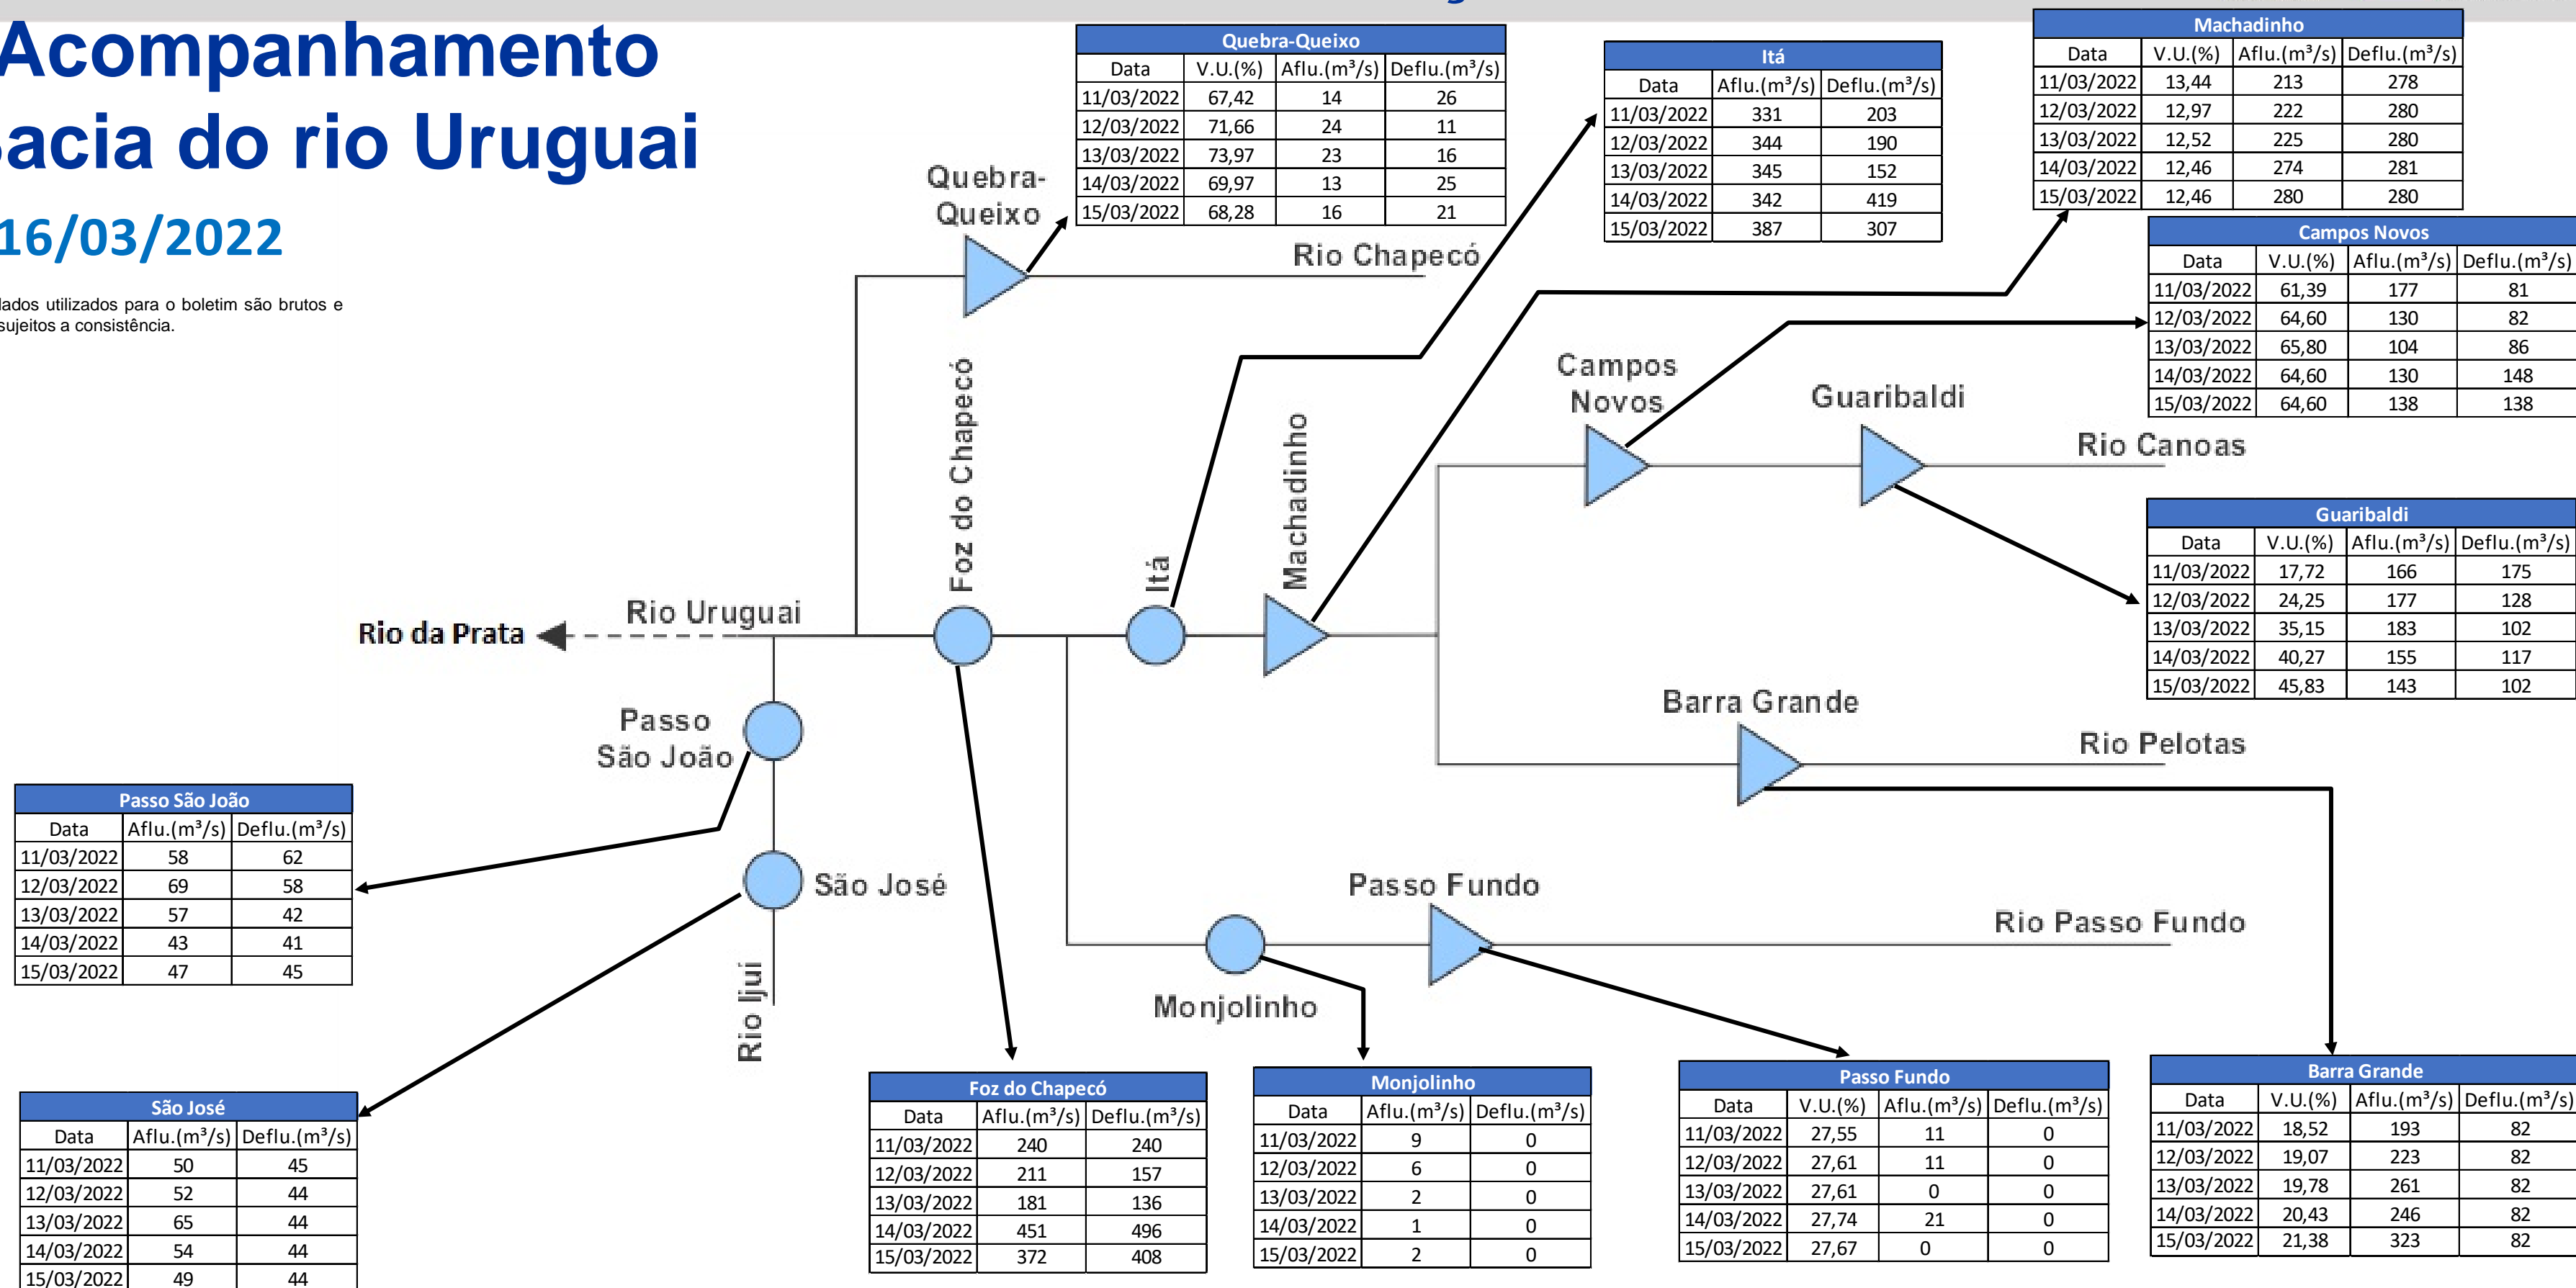 Acompanhamento
Bacia do rio Uruguai
16/03/2022
dados utilizados para o boletim são brutos e
sujeitos a consistência.
Quebra-Queixo
Data V.U.(%) Aflu.(m³/s) Deflu.(m³/s)
11/03/2022 67,42 14 26
12/03/2022 71,66 24 11
13/03/2022 73,97 23 16
14/03/2022 69,97 13 25
15/03/2022 68,28 16 21
Itá
Data Aflu.(m³/s) Deflu.(m³/s)
11/03/2022 331 203
12/03/2022 344 190
13/03/2022 345 152
14/03/2022 342 419
15/03/2022 387 307
Machadinho
Data V.U.(%) Aflu.(m³/s) Deflu.(m³/s)
11/03/2022 13,44 213 278
12/03/2022 12,97 222 280
13/03/2022 12,52 225 280
14/03/2022 12,46 274 281
15/03/2022 12,46 280 280
Campos Novos
Data V.U.(%) Aflu.(m³/s) Deflu.(m³/s)
11/03/2022 61,39 177 81
12/03/2022 64,60 130 82
13/03/2022 65,80 104 86
14/03/2022 64,60 130 148
15/03/2022 64,60 138 138
Guaribaldi
Data V.U.(%) Aflu.(m³/s) Deflu.(m³/s)
11/03/2022 17,72 166 175
12/03/2022 24,25 177 128
13/03/2022 35,15 183 102
14/03/2022 40,27 155 117
15/03/2022 45,83 143 102
Quebra-
Queixo
Rio Chapecó
Foz do Chapecó
Itá
Machadinho
Campos
Novos
Guaribaldi
Rio Canoas
Rio da Prata
Rio Uruguai
Passo
São João
São José
Rio Ijuí
Barra Grande
Rio Pelotas
Passo Fundo
Rio Passo Fundo
Monjolinho
Passo São João
Data Aflu.(m³/s) Deflu.(m³/s)
11/03/2022 58 62
12/03/2022 69 58
13/03/2022 57 42
14/03/2022 43 41
15/03/2022 47 45
São José
Data Aflu.(m³/s) Deflu.(m³/s)
11/03/2022 50 45
12/03/2022 52 44
13/03/2022 65 44
14/03/2022 54 44
15/03/2022 49 44
Foz do Chapecó
Data Aflu.(m³/s) Deflu.(m³/s)
11/03/2022 240 240
12/03/2022 211 157
13/03/2022 181 136
14/03/2022 451 496
15/03/2022 372 408
Monjolinho
Data Aflu.(m³/s) Deflu.(m³/s)
11/03/2022 9 0
12/03/2022 6 0
13/03/2022 2 0
14/03/2022 1 0
15/03/2022 2 0
Passo Fundo
Data V.U.(%) Aflu.(m³/s) Deflu.(m³/s)
11/03/2022 27,55 11 0
12/03/2022 27,61 11 0
13/03/2022 27,61 0 0
14/03/2022 27,74 21 0
15/03/2022 27,67 0 0
Barra Grande
Data V.U.(%) Aflu.(m³/s) Deflu.(m³/s)
11/03/2022 18,52 193 82
12/03/2022 19,07 223 82
13/03/2022 19,78 261 82
14/03/2022 20,43 246 82
15/03/2022 21,38 323 82